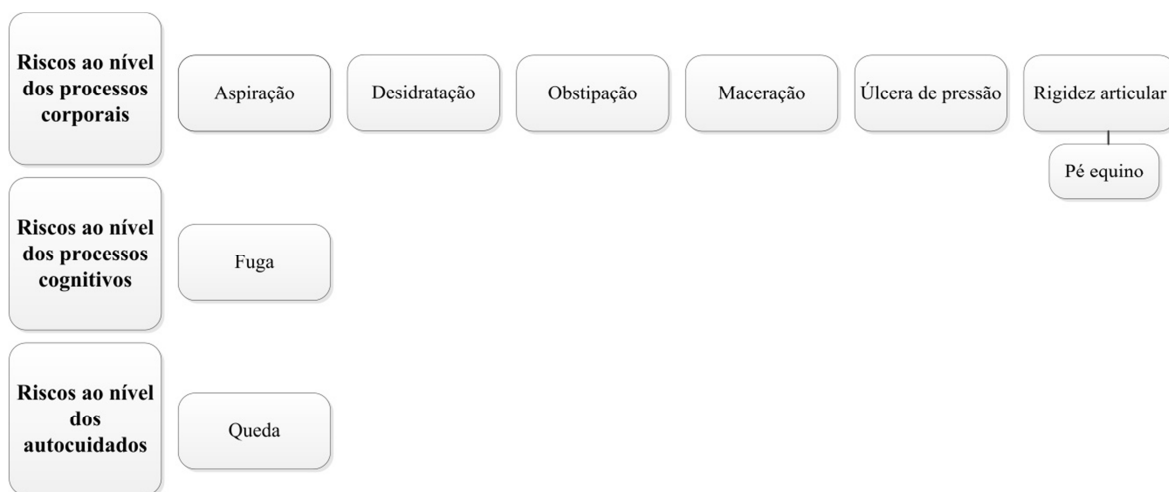 Riscos ao nível
dos processos
corporais
Aspiração
Desidratação
Obstipação
Maceração
Úlcera de pressão
Rigidez articular
Pé equino
Riscos ao nível
dos processos
cognitivos
Fuga
Riscos ao nível
dos
autocuidados
Queda